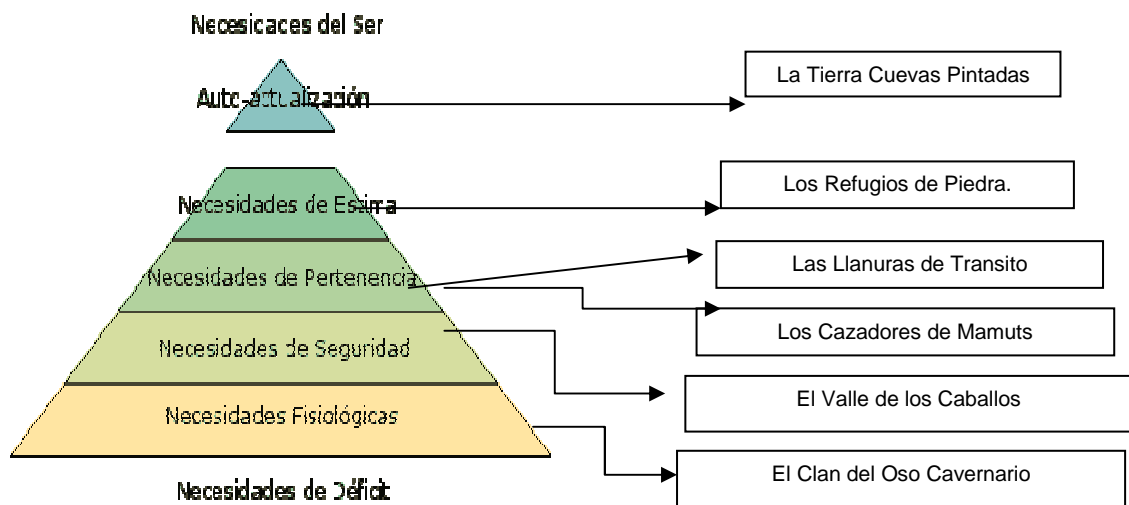 Necesicaces del Ser
La Tierra Cuevas Pintadas
Auto-actualización
Los Refugios de Piedra.
Necesidades de Estima
Las Llanuras de Transito
Necesidades de Pertenencia
Los Cazadores de Mamuts
Necesidades de Seguridad
El Valle de los Caballos
Necesidades Fisiológicas
El Clan del Oso Cavernario
Necesidades de Déficit